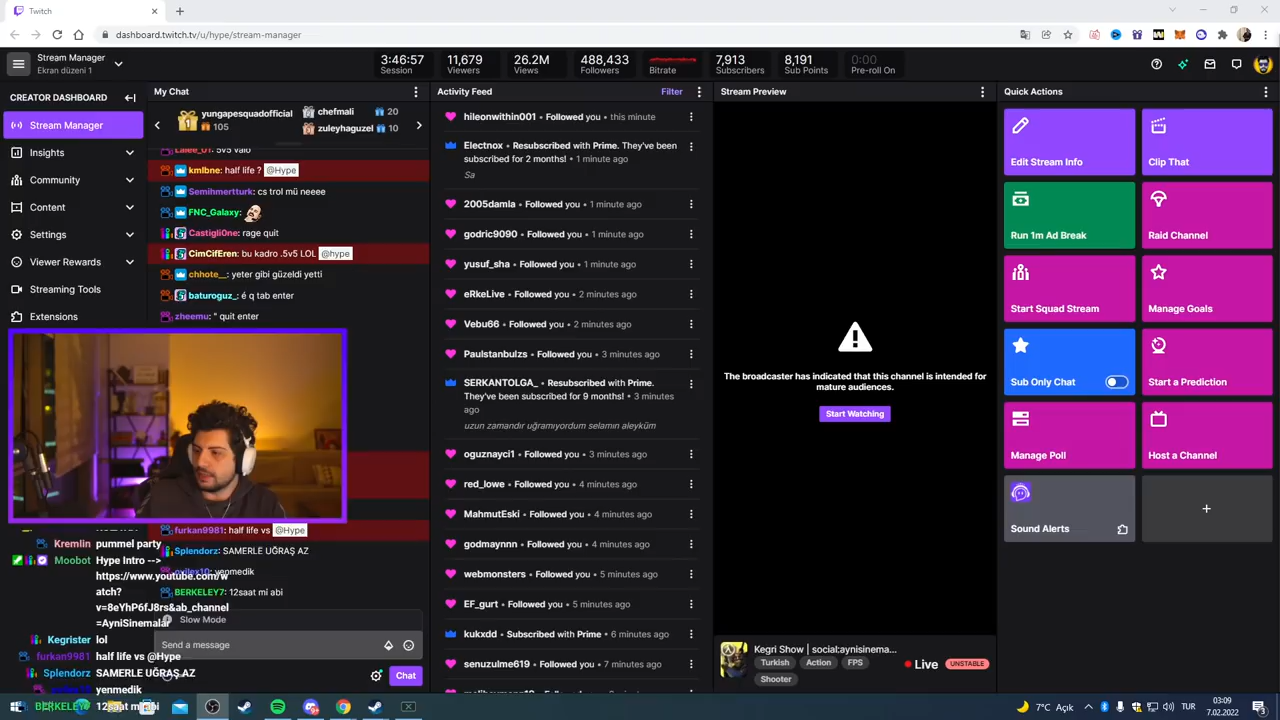 Twitch
dashboard.twitch.tv/u/hype/stream-manager
Stream Manager
Ekran düzeni 1
3:46:57
Session
11,679
Viewers
26.2M
Views
488,433
Followers
Bitrate
7,913
Subscribers
8,191
Sub Points
0:00
Pre-roll On
CREATOR DASHBOARD
Stream Manager
Insights
Community
Content
Settings
Viewer Rewards
Streaming Tools
Extensions
My Chat
yungapesquadofficial
105
chefmali 20
zuleyhaguzel 10
Lallee_01: 5v5 valo
kmlbne: half life ? @Hype
Semihmertturk: cs trol mü neeee
FNC_Galaxy:
Castigli0ne: rage quit
CimCifEren: bu kadro .5v5 LOL @hype
chhote__: yeter gibi güzeldi yetti
baturoguz_: é q tab enter
zheemu: " quit enter
furkan9981: half life vs @Hype
Splendorz: SAMERLE UĞRAŞ AZ
ovilex10: yenmedik
BERKELEY7: 12saat mi abi
Slow Mode
Send a message
Chat
Kremlin pummel party
Moobot Hype Intro -->
https://www.youtube.com/w
atch?
v=8eYhP6fJ8rs&ab_channel
=AyniSinemalar
Kegrister lol
furkan9981 half life vs @Hype
Splendorz SAMERLE UĞRAŞ AZ
ovilex10 yenmedik
BERKELEY7 12saat mi abi
Activity Feed
Filter
hileonwithin001 • Followed you • this minute
Electnox • Resubscribed with Prime. They've been
subscribed for 2 months! • 1 minute ago
Sa
2005damla • Followed you • 1 minute ago
godric9090 • Followed you • 1 minute ago
yusuf_sha • Followed you • 1 minute ago
eRkeLive • Followed you • 2 minutes ago
Vebu66 • Followed you • 2 minutes ago
Paulstanbulzs • Followed you • 3 minutes ago
SERKANTOLGA_ • Resubscribed with Prime.
They've been subscribed for 9 months! • 3 minutes
ago
uzun zamandır uğramıyordum selamın aleyküm
oguznayci1 • Followed you • 3 minutes ago
red_lowe • Followed you • 4 minutes ago
MahmutEski • Followed you • 4 minutes ago
godmaynnn • Followed you • 4 minutes ago
webmonsters • Followed you • 5 minutes ago
EF_gurt • Followed you • 5 minutes ago
kukxdd • Subscribed with Prime • 6 minutes ago
senuzulme619 • Followed you • 7 minutes ago
Stream Preview
The broadcaster has indicated that this channel is intended for
mature audiences.
Start Watching
Kegri Show | social:aynisinema...
Turkish
Action
FPS
Shooter
Live
UNSTABLE
Quick Actions
Edit Stream Info
Clip That
Run 1m Ad Break
Raid Channel
Start Squad Stream
Manage Goals
Sub Only Chat
Start a Prediction
Manage Poll
Host a Channel
Sound Alerts
7°C Açık
TUR
03:09
7.02.2022
3